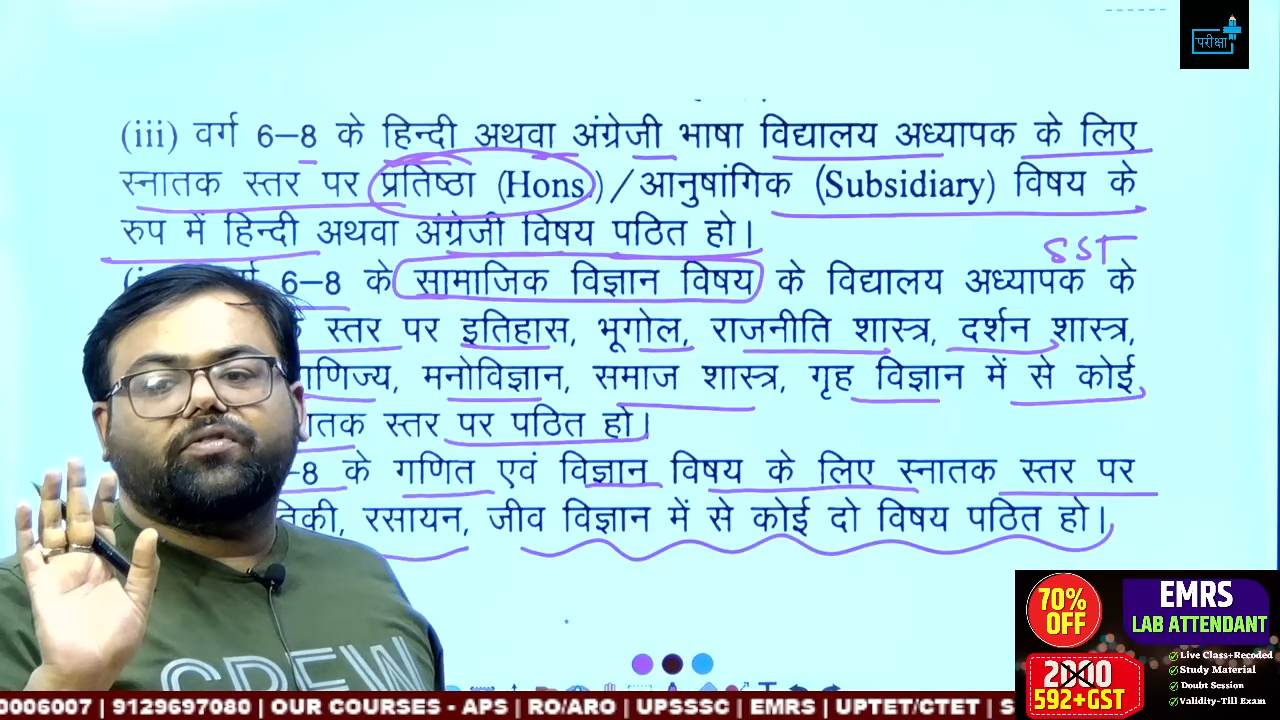 परीक्षा
(iii) वर्ग 6–8 के हिन्दी अथवा अंग्रेजी भाषा विद्यालय अध्यापक के लिए
स्नातक स्तर पर प्रतिष्ठा (Hons.)/आनुषांगिक (Subsidiary) विषय के
रुप में हिन्दी अथवा अंग्रेजी विषय पठित हो।
SST
6–8 के सामाजिक विज्ञान विषय के विद्यालय अध्यापक के
स्तर पर इतिहास, भूगोल, राजनीति शास्त्र, दर्शन शास्त्र,
मनोविज्ञान, समाज शास्त्र, गृह विज्ञान में से कोई
स्तर पर पठित हो।
–8 के गणित एवं विज्ञान विषय के लिए स्नातक स्तर पर
रसायन, जीव विज्ञान में से कोई दो विषय पठित हो।
CREW
70%
OFF
EMRS
LAB ATTENDANT
2000
592+GST
Live Class+Recoded
Study Material
Doubt Session
Validity-Till Exam
0006007 | 9129697080 | OUR COURSES - APS | RO/ARO | UPSSSC | EMRS | UPTET/CTET | S